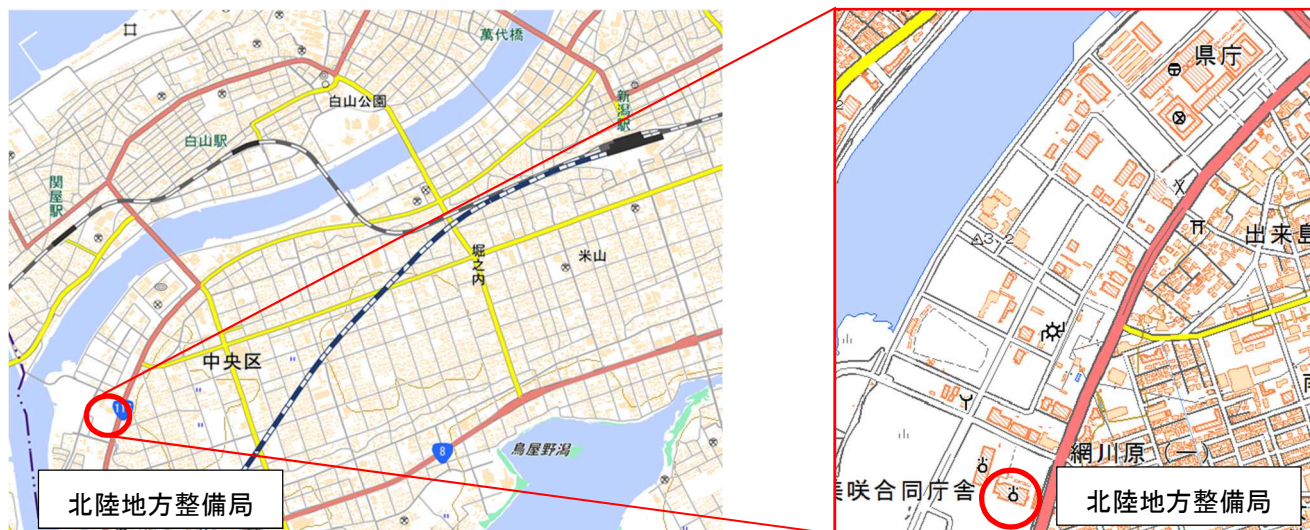 萬代橋
白山公園
新潟駅
白山駅
関屋駅
堀之内
米山
中央区
8
鳥屋野潟
北陸地方整備局
県庁
3.2
出来島
網川原（一）
美咲合同庁舎
北陸地方整備局